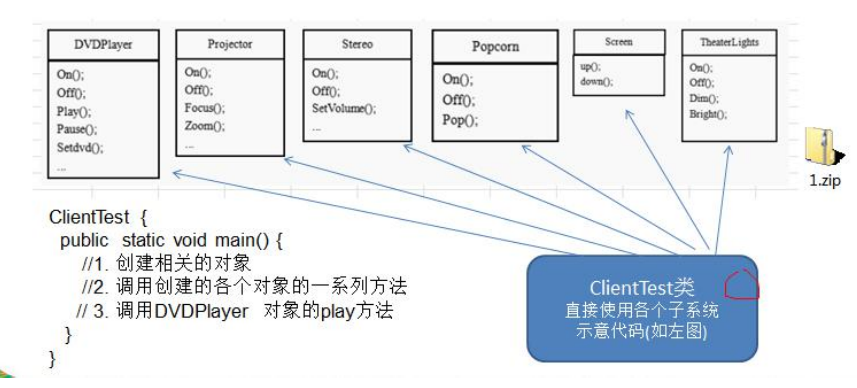 DVDPlayer
On();
Off();
Play();
Pause();
Setdvd();
...
Projector
On();
Off();
Focus();
Zoom();
...
Stereo
On();
Off();
SetVolume();
...
Popcorn
On();
Off();
Pop();
Screen
up();
down();
TheaterLights
On();
Off();
Dim();
Bright();
1.zip
ClientTest {
public static void main() {
//1. 创建相关的对象
//2. 调用创建的各个对象的一系列方法
// 3. 调用DVDPlayer 对象的play方法
}
}
ClientTest类
直接使用各个子系统
示意代码(如左图)